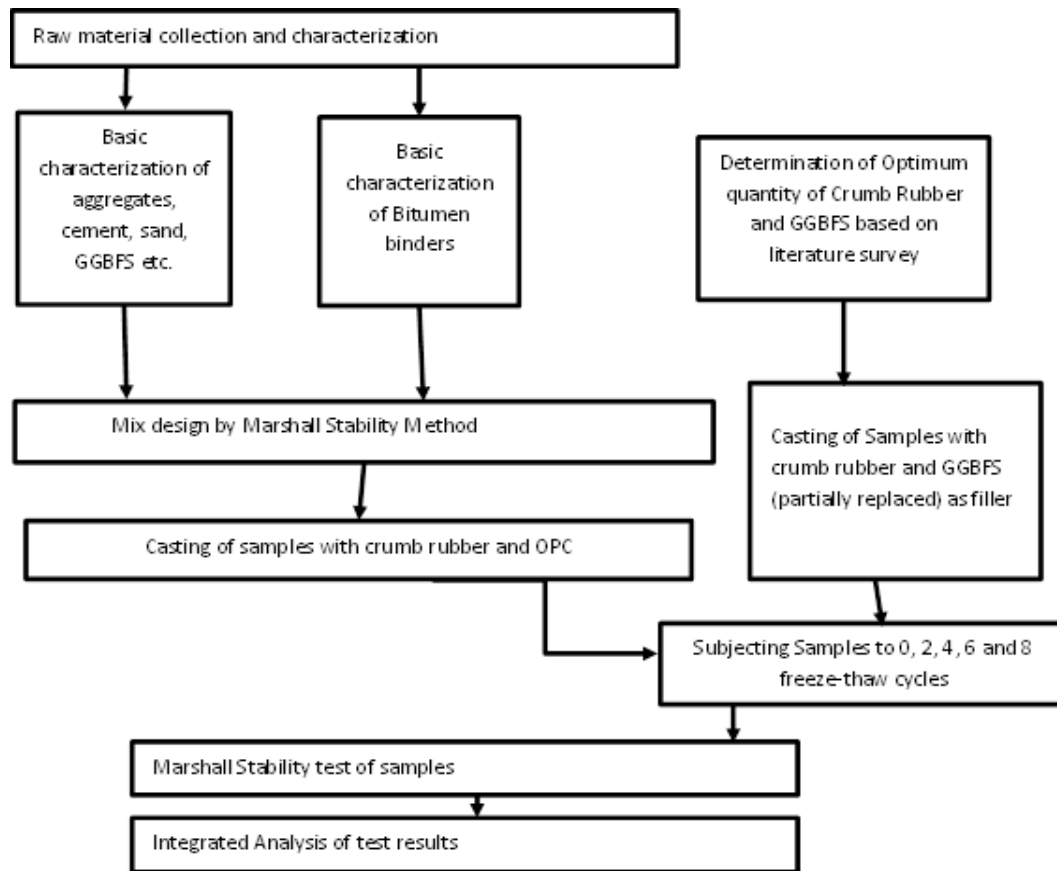 Raw material collection and characterization
Basic
characterization of
aggregates,
cement, sand,
GGBFS etc.
Basic
characterization
of Bitumen
binders
Determination of Optimum
quantity of Crumb Rubber
and GGBFS based on
literature survey
Mix design by Marshall Stability Method
Casting of Samples with
crumb rubber and GGBFS
(partially replaced) as filler
Casting of samples with crumb rubber and OPC
Subjecting Samples to 0, 2, 4, 6 and 8
freeze-thaw cycles
Marshall Stability test of samples
Integrated Analysis of test results